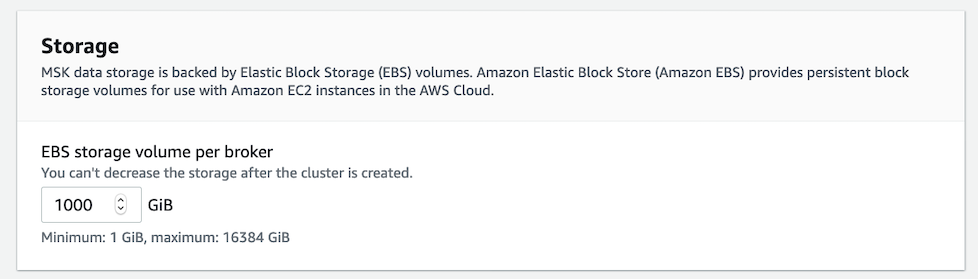 Storage
MSK data storage is backed by Elastic Block Storage (EBS) volumes. Amazon Elastic Block Store (Amazon EBS) provides persistent block
storage volumes for use with Amazon EC2 instances in the AWS Cloud.
EBS storage volume per broker
You can't decrease the storage after the cluster is created.
1000 GiB
Minimum: 1 GiB, maximum: 16384 GiB